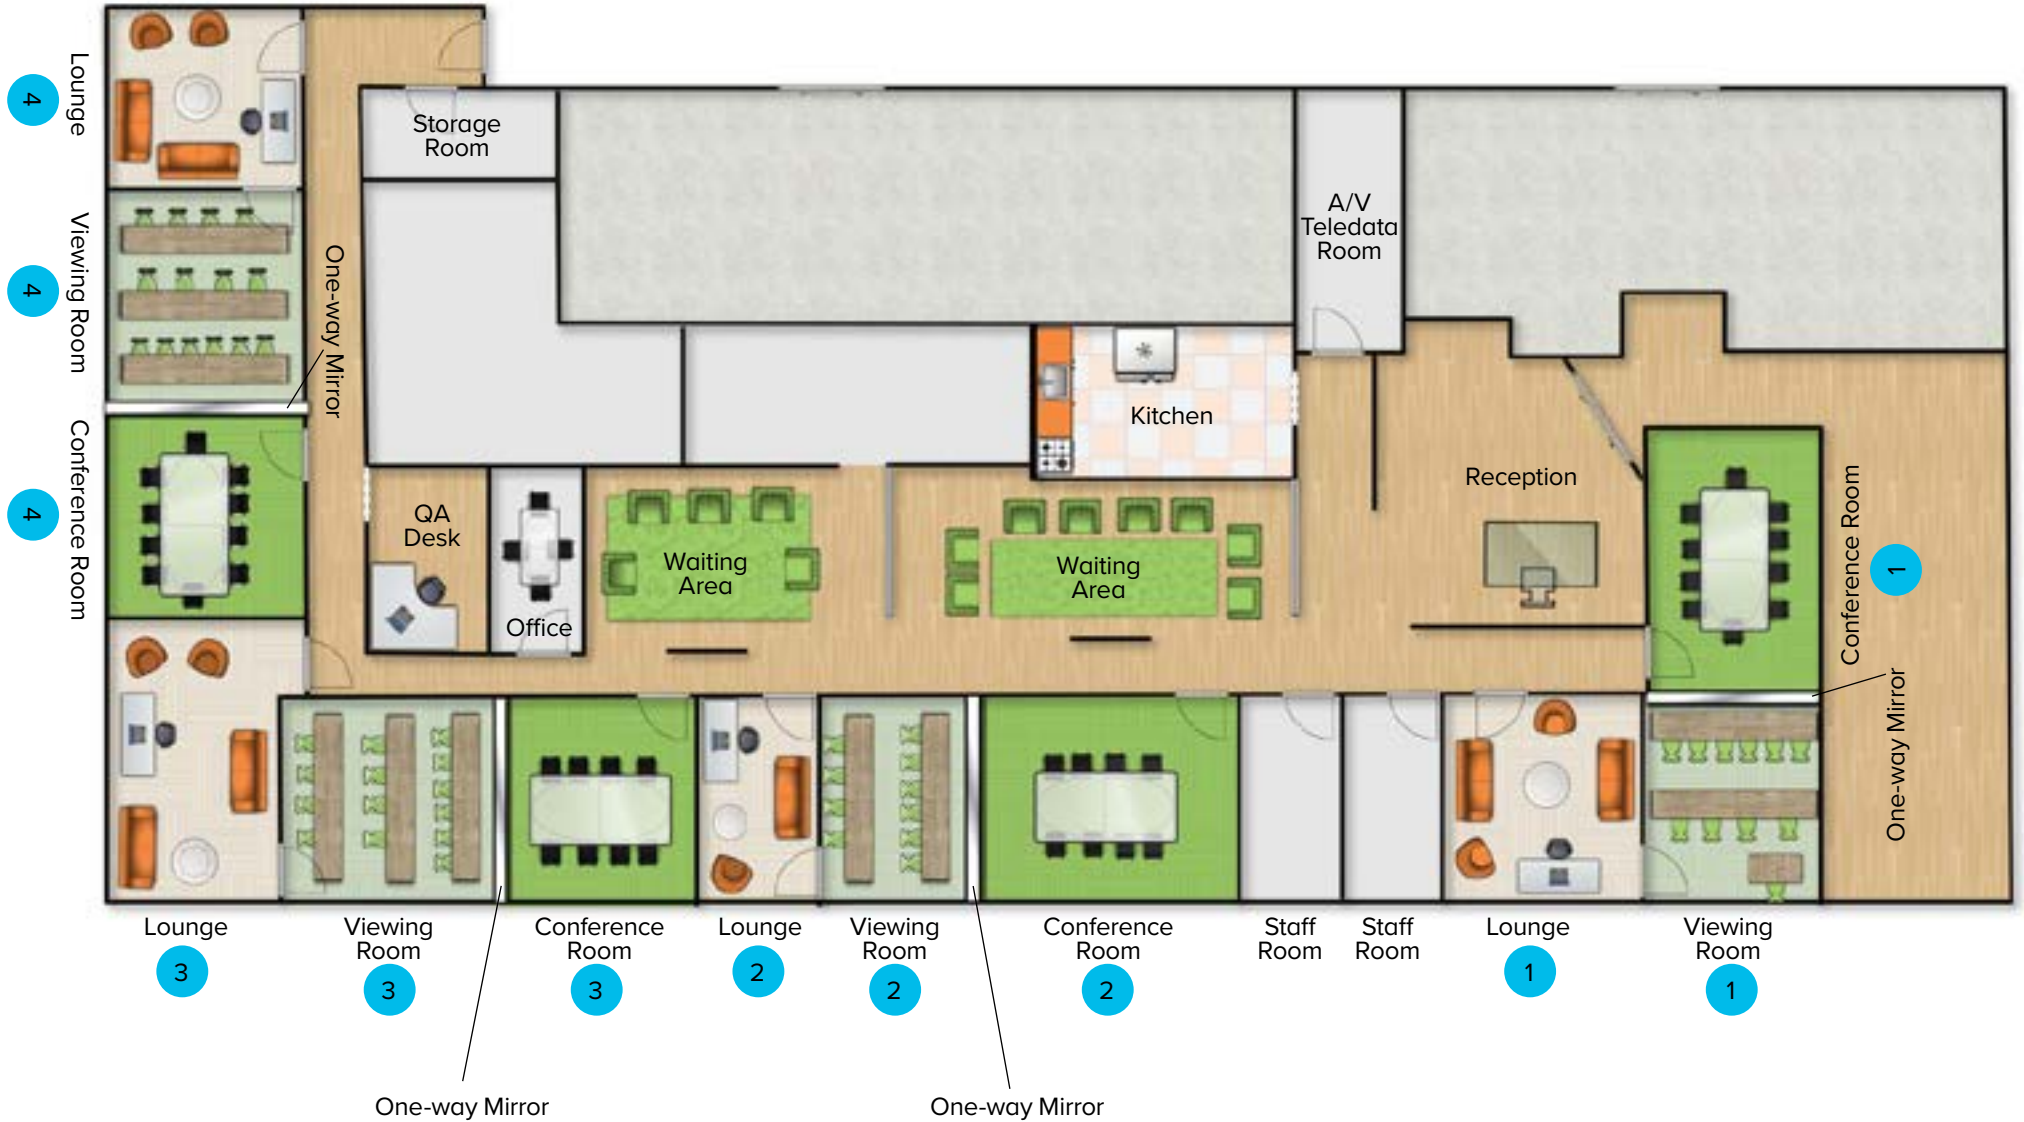 Lounge
4
Viewing Room
4
Conference Room
4
One-way Mirror
Storage
Room
A/V
Teledata
Room
Kitchen
Reception
QA
Desk
Office
Waiting
Area
Waiting
Area
Conference Room
1
One-way Mirror
Lounge
3
Viewing
Room
3
Conference
Room
3
Lounge
2
Viewing
Room
2
Conference
Room
2
Staff
Room
Staff
Room
Lounge
1
Viewing
Room
1
One-way Mirror
One-way Mirror